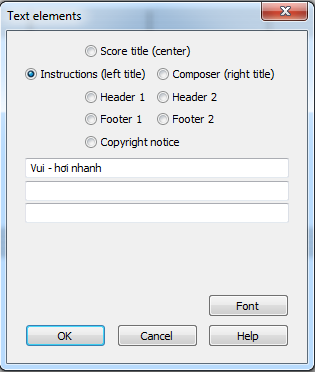 Text elements
Score title (center)
Instructions (left title) Composer (right title)
Header 1 Header 2
Footer 1 Footer 2
Copyright notice
Vui - hơi nhanh
Font
OK Cancel Help